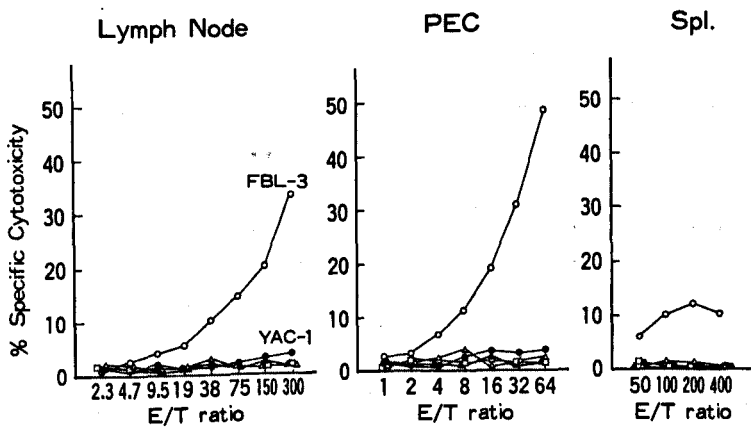 Lymph Node
PEC
Spl.
% Specific Cytotoxicity
50
40
30
20
10
0
FBL-3
YAC-1
2.3 4.7 9.5 19 38 75 150 300
E/T ratio
50
40
30
20
10
0
1 2 4 8 16 32 64
E/T ratio
50
40
30
20
10
0
50 100 200 400
E/T ratio